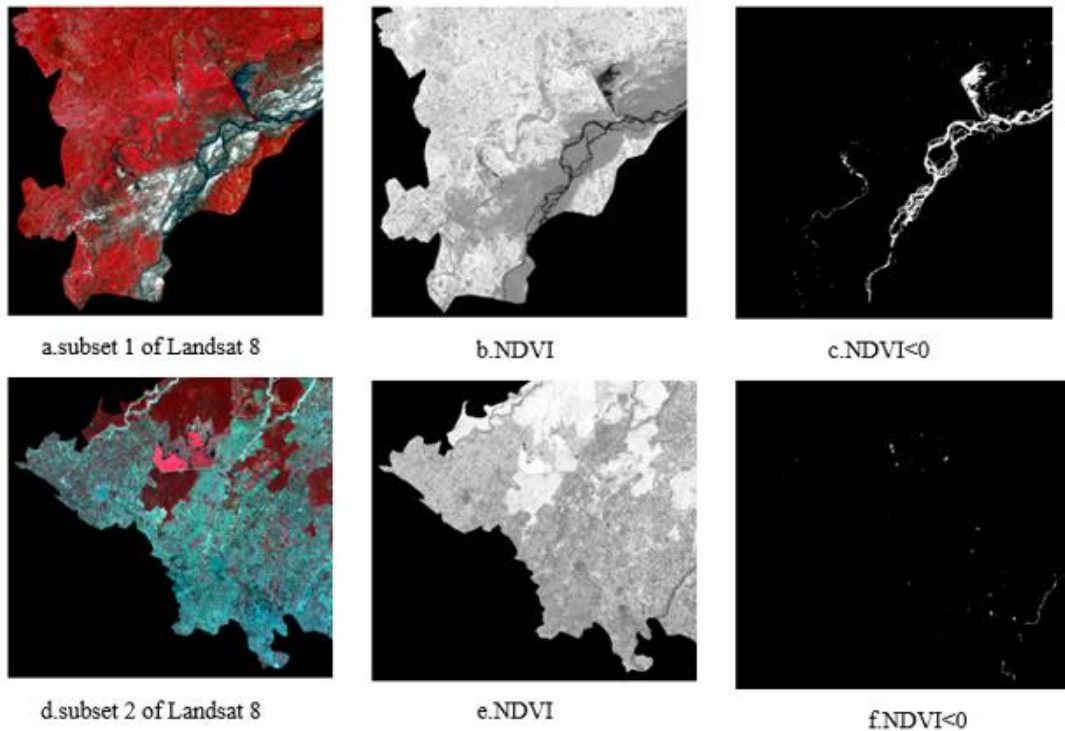 a.subset 1 of Landsat 8
b.NDVI
c.NDVI<0
d.subset 2 of Landsat 8
e.NDVI
f.NDVI<0